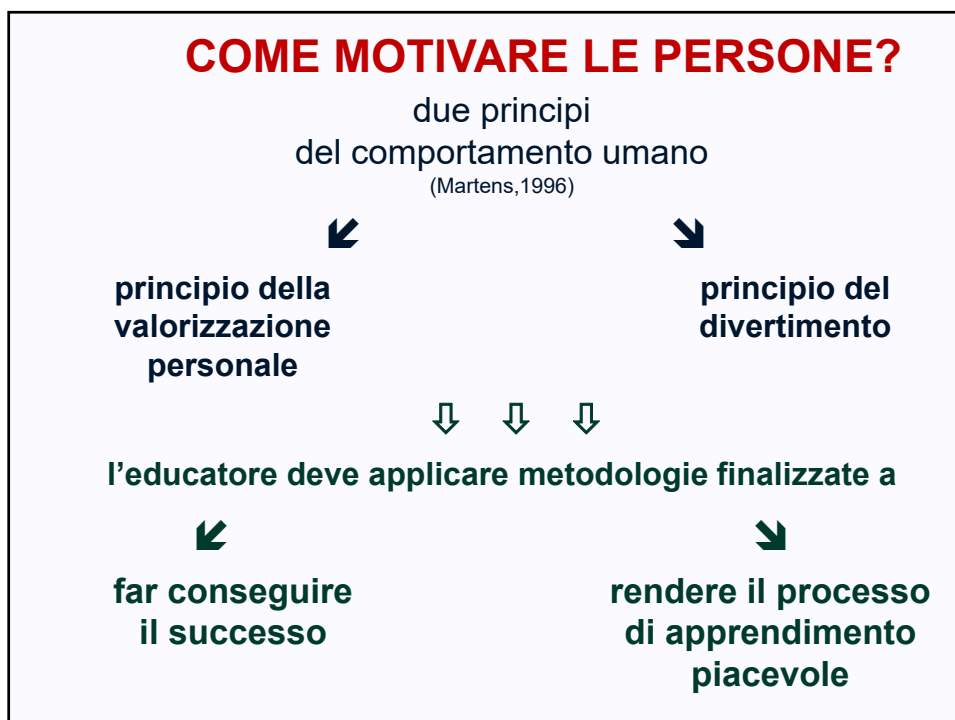 COME MOTIVARE LE PERSONE?
due principi
del comportamento umano
(Martens,1996)
principio della
valorizzazione
personale
principio del
divertimento
l’educatore deve applicare metodologie finalizzate a
far conseguire
il successo
rendere il processo
di apprendimento
piacevole